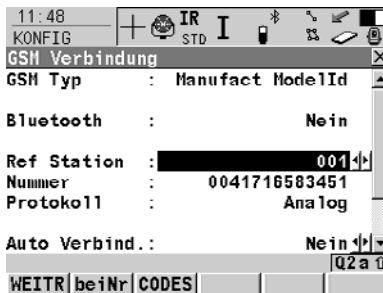 11:48
KONFIG
IR
STD
I
GSM Verbindung
GSM Typ : Manufact ModelId
Bluetooth : Nein
Ref Station : 001
Nummer : 0041716583451
Protokoll : Analog
Auto Verbind.: Nein
Q2a
WEITR beiNr CODES